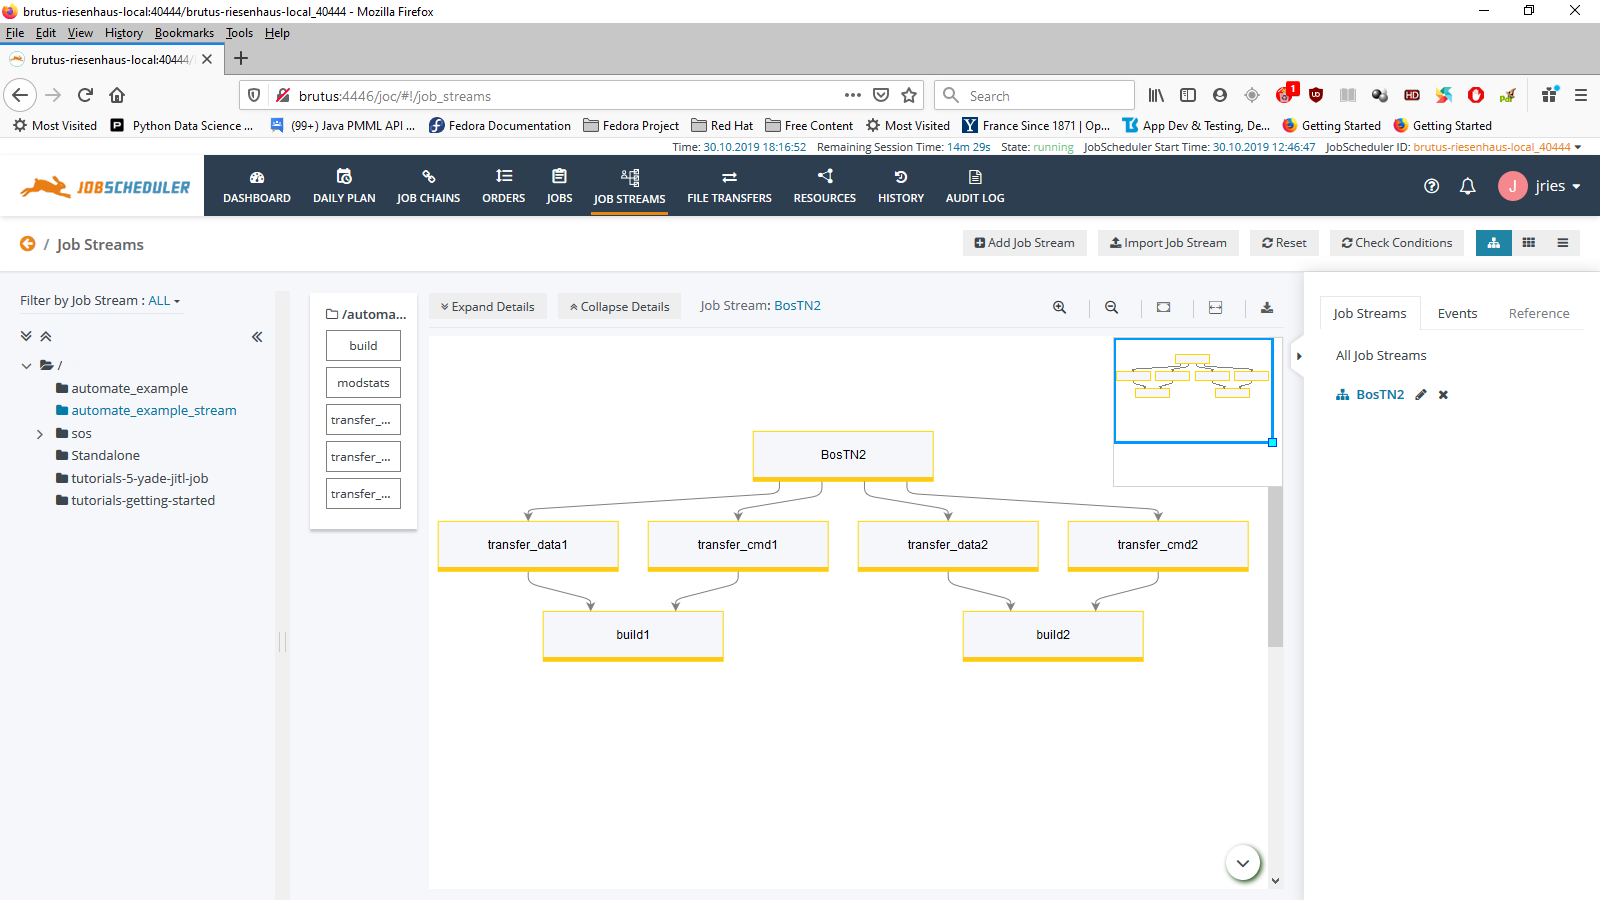 brutus-riesenhaus-local:40444/brutus-riesenhaus-local_40444 - Mozilla Firefox
File Edit View History Bookmarks Tools Help
brutus-riesenhaus-local:40444/
brutus:4446/joc/#!/job_streams
Search
1
Most Visited
Python Data Science ...
(99+) Java PMML API ...
Fedora Documentation
Fedora Project
Red Hat
Free Content
Most Visited
France Since 1871 | Op...
App Dev & Testing, De...
Getting Started
Getting Started
Time: 30.10.2019 18:16:52 Remaining Session Time: 14m 29s State: running JobScheduler Start Time: 30.10.2019 12:46:47 JobScheduler ID: brutus-riesenhaus-local_40444
JOBSCHEDULER
DASHBOARD
DAILY PLAN
JOB CHAINS
ORDERS
JOBS
JOB STREAMS
FILE TRANSFERS
RESOURCES
HISTORY
AUDIT LOG
J
jries
/ Job Streams
Add Job Stream
Import Job Stream
Reset
Check Conditions
Filter by Job Stream : ALL
/
automate_example
automate_example_stream
sos
Standalone
tutorials-5-yade-jitl-job
tutorials-getting-started
/automa...
build
modstats
transfer_...
transfer_...
transfer_...
Expand Details
Collapse Details
Job Stream: BosTN2
BosTN2
transfer_data1
transfer_cmd1
transfer_data2
transfer_cmd2
build1
build2
Job Streams
Events
Reference
All Job Streams
BosTN2